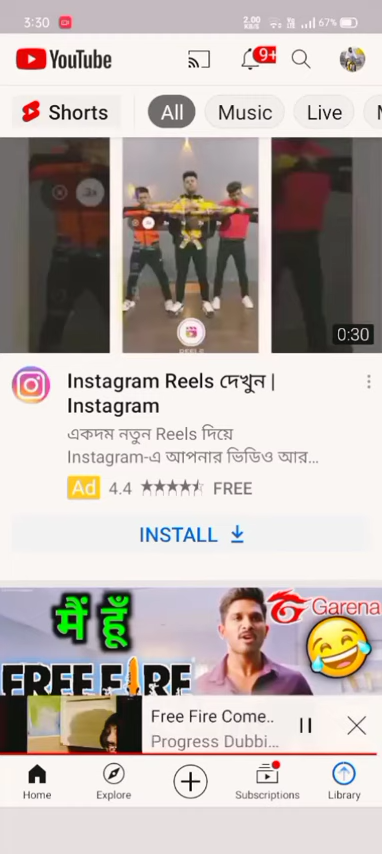 3:30
2.00 KB/S
67%
YouTube
9+
Shorts
All
Music
Live
0:30
Instagram Reels দেখুন |
Instagram
একদম নতুন Reels দিয়ে
Instagram-এ আপনার ভিডিও আর...
Ad 4.4 FREE
INSTALL
मैं हूँ
Garena
FREE FIRE
Free Fire Come..
Progress Dubbi...
Home
Explore
Subscriptions
Library